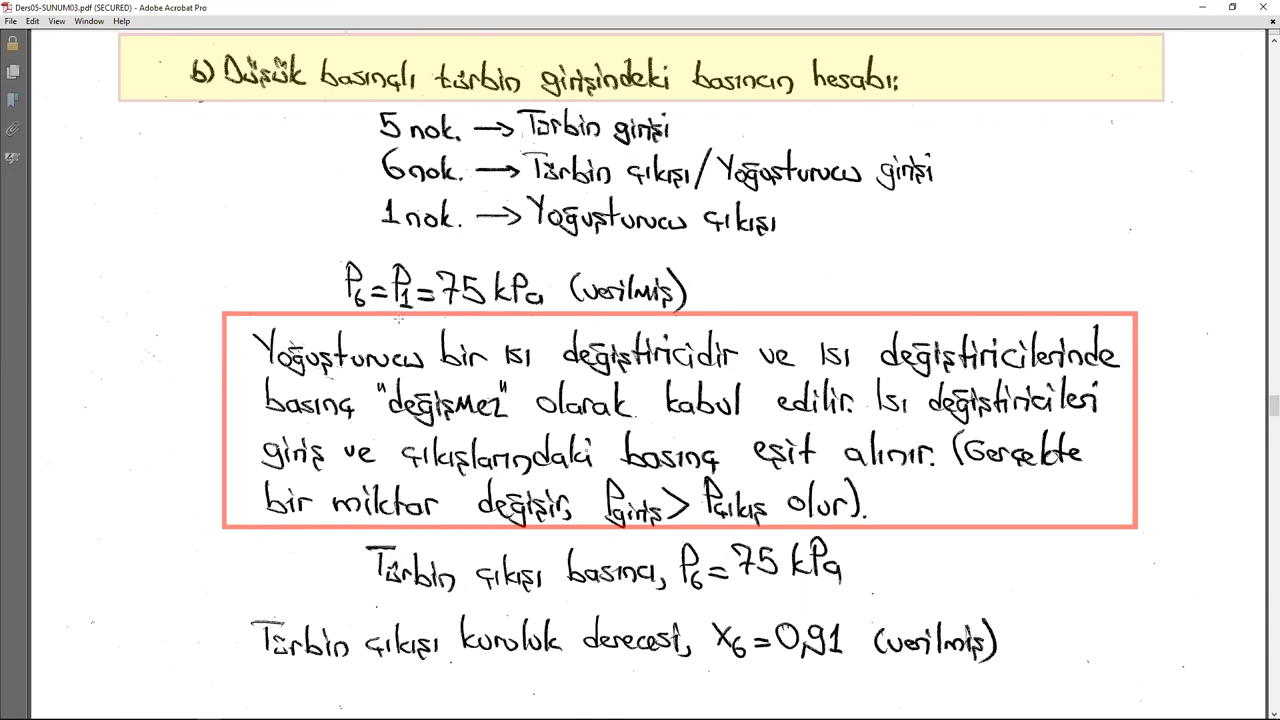 Ders05-SUNUM03.pdf (SECURED) - Adobe Acrobat Pro
File Edit View Window Help
b) Düşük basınçlı türbin girişindeki basıncın hesabı:
5 nok. → Türbin girişi
6 nok. → Türbin çıkışı/Yoğuşturucu girişi
1 nok. → Yoğuşturucu çıkışı
P6 = P1 = 75 kPa (verilmiş)
Yoğuşturucu bir ısı değiştiricidir ve ısı değiştiricilerinde
basınç "değişmez" olarak kabul edilir. Isı değiştiricileri
giriş ve çıkışlarındaki basınç eşit alınır. (Gerçekte
bir miktar değişir, Pgiriş > Pçıkış olur).
Türbin çıkışı basıncı, P6 = 75 kPa
Türbin çıkışı kuruluk derecesi, x6 = 0,91 (verilmiş)